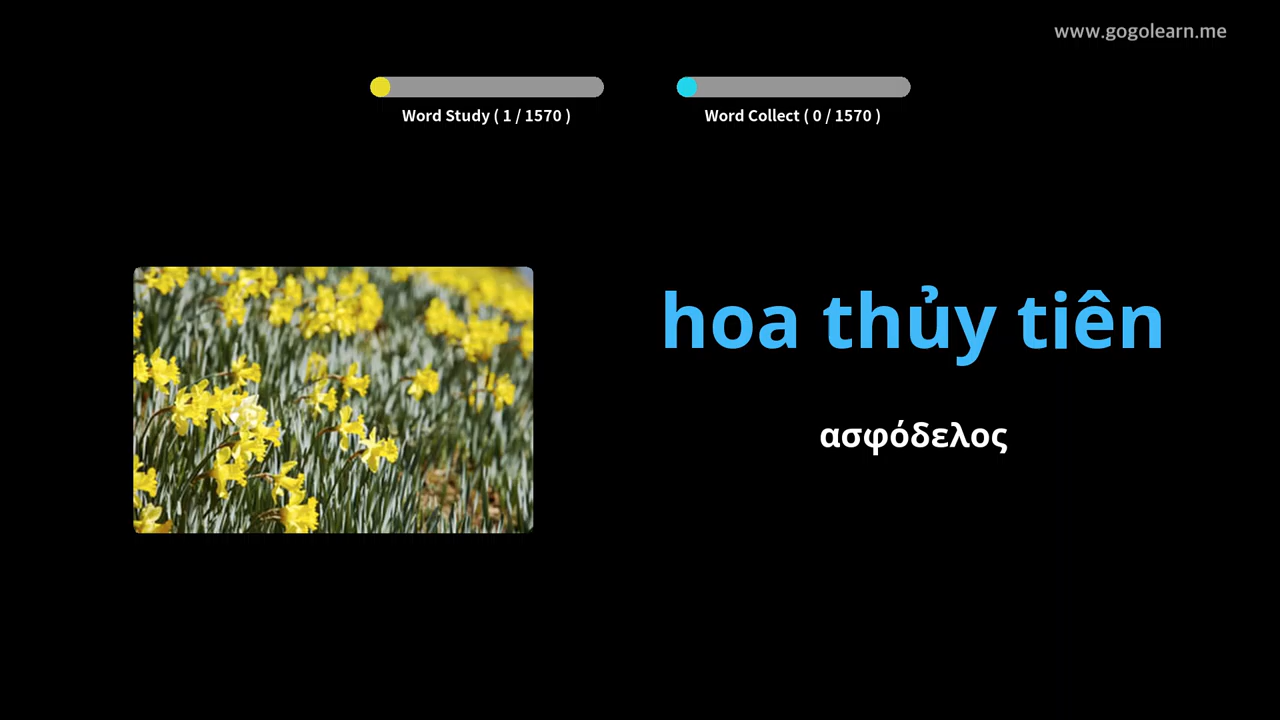 www.gogolearn.me
Word Study ( 1 / 1570 )
Word Collect ( 0 / 1570 )
hoa thủy tiên
ασφόδελος